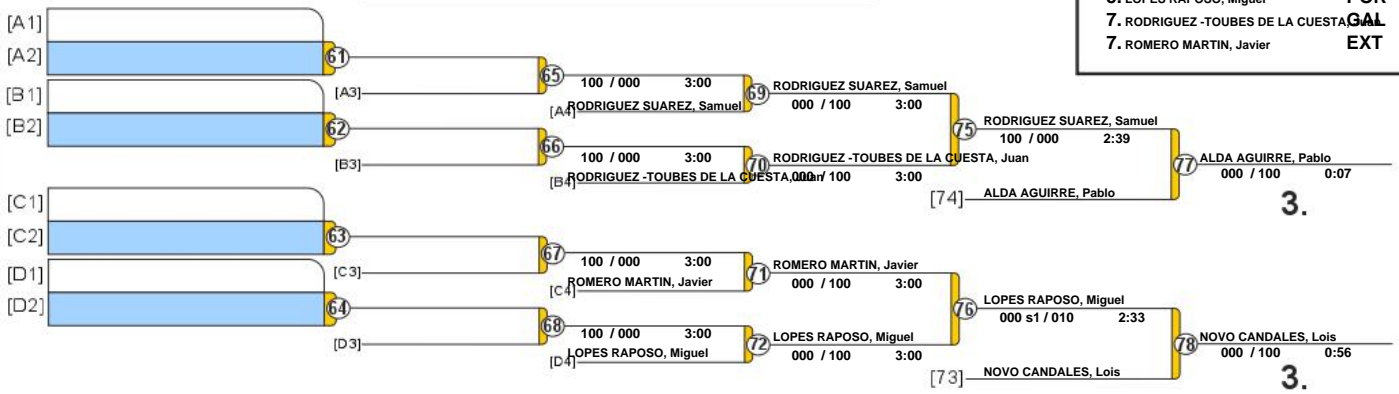 5. LOPES RAPOSO, Miguel POR
7. RODRIGUEZ -TOUBES DE LA CUESTA, Juan GAL
7. ROMERO MARTIN, Javier EXT
[A1]
[A2]
61
[A3]
65
100 / 000 3:00
[A4] RODRIGUEZ SUAREZ, Samuel
69
RODRIGUEZ SUAREZ, Samuel
000 / 100 3:00
[B1]
[B2]
62
[B3]
66
100 / 000 3:00
[B4] RODRIGUEZ -TOUBES DE LA CUESTA, Juan
70
RODRIGUEZ -TOUBES DE LA CUESTA, Juan
000 / 100 3:00
75
RODRIGUEZ SUAREZ, Samuel
100 / 000 2:39
[74] ALDA AGUIRRE, Pablo
77
ALDA AGUIRRE, Pablo
000 / 100 0:07
3.
[C1]
[C2]
63
[C3]
67
100 / 000 3:00
[C4] ROMERO MARTIN, Javier
71
ROMERO MARTIN, Javier
000 / 100 3:00
[D1]
[D2]
64
[D3]
68
100 / 000 3:00
[D4] LOPES RAPOSO, Miguel
72
LOPES RAPOSO, Miguel
000 / 100 3:00
76
LOPES RAPOSO, Miguel
000 s1 / 010 2:33
[73] NOVO CANDALES, Lois
78
NOVO CANDALES, Lois
000 / 100 0:56
3.